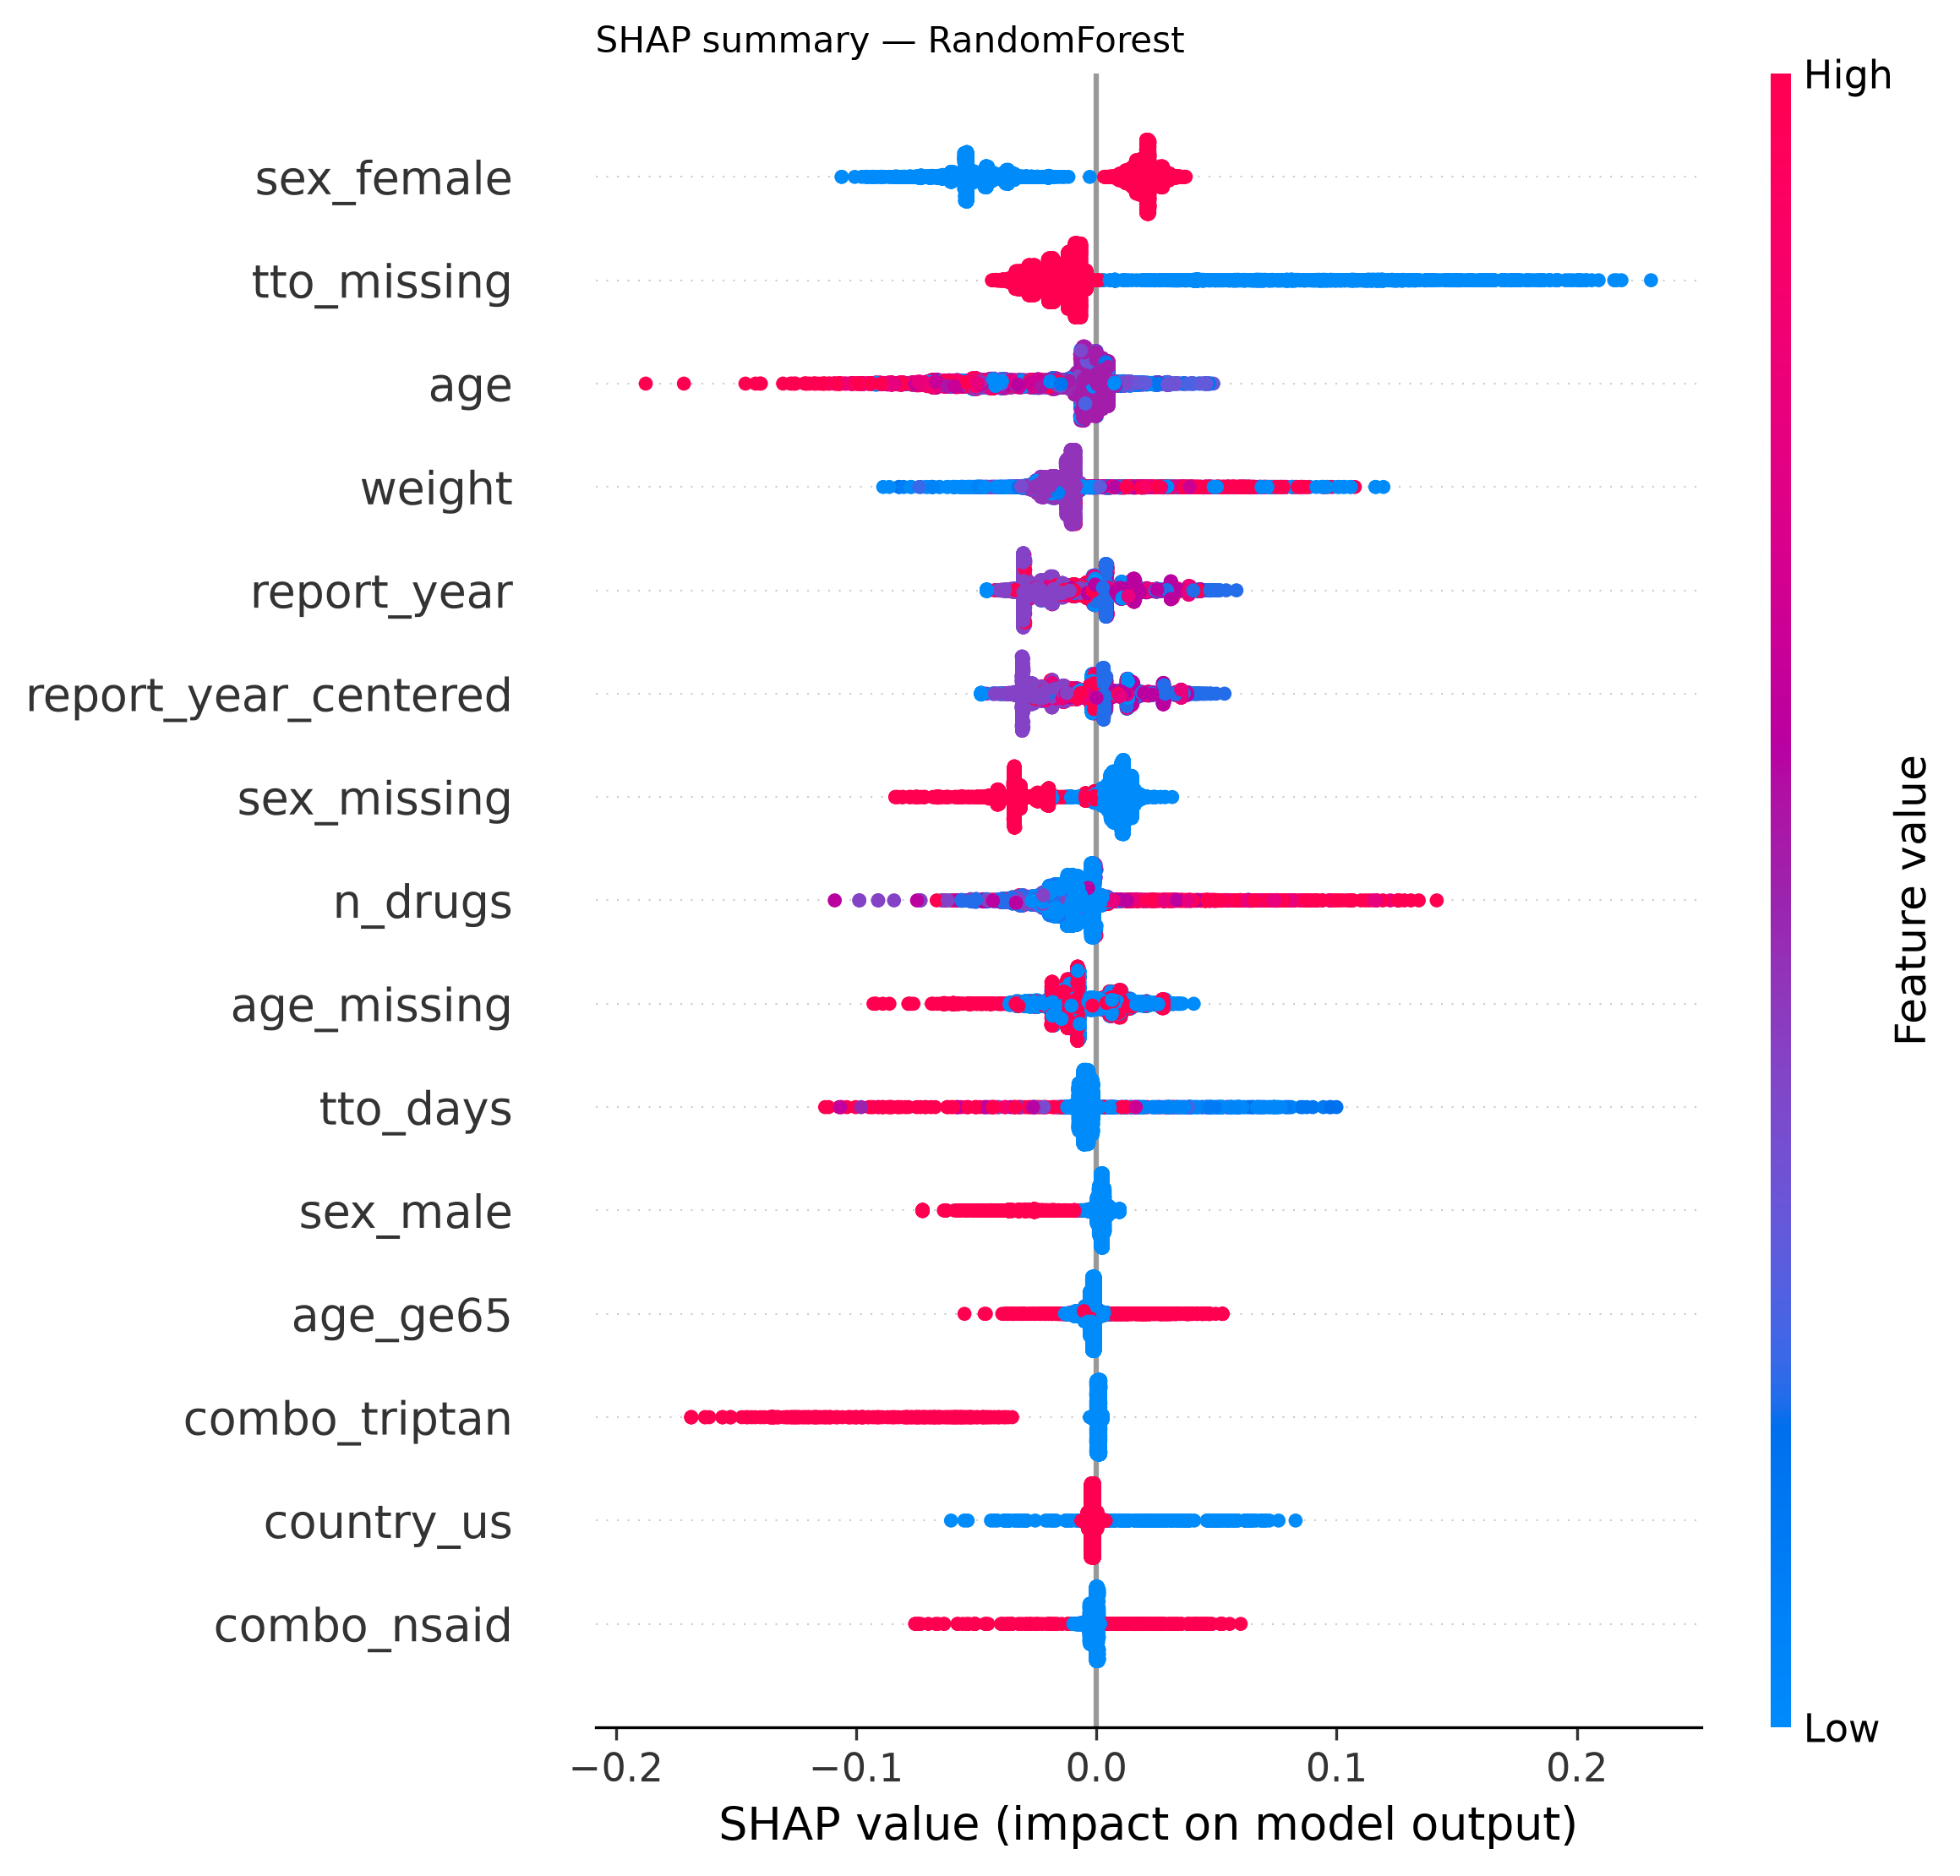 SHAP summary — RandomForest
High
sex_female
tto_missing
age
weight
report_year
report_year_centered
sex_missing
n_drugs
age_missing
tto_days
sex_male
age_ge65
combo_triptan
country_us
combo_nsaid
Feature value
Low
−0.2 −0.1 0.0 0.1 0.2
SHAP value (impact on model output)